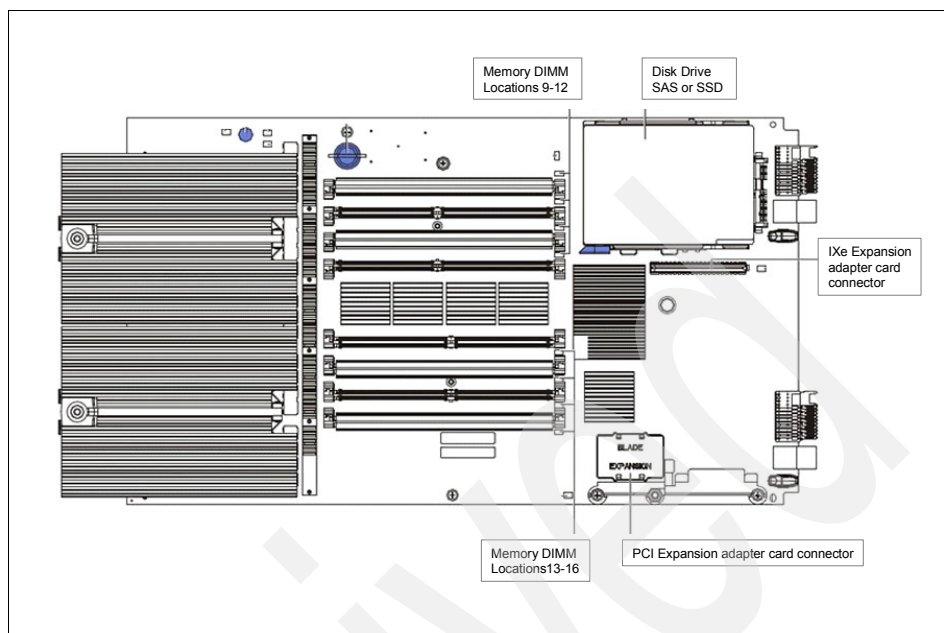 Memory DIMM
Locations 9-12
Disk Drive
SAS or SSD
IXe Expansion
adapter card
connector
BLADE
EXPANSION
Memory DIMM
Locations13-16
PCI Expansion adapter card connector